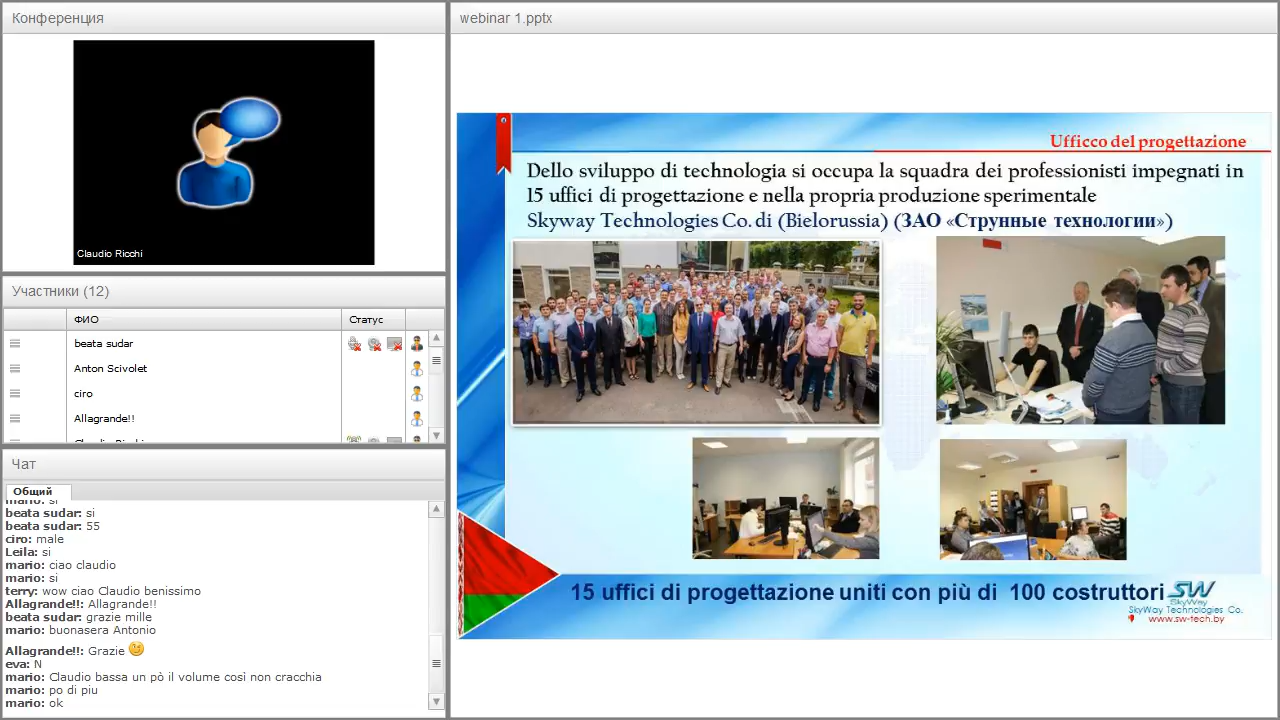 Конференция
Claudio Ricchi
Участники (12)
ФИО
Статус
beata sudar
Anton Scivolet
ciro
Allagrande!!
Чат
Общий
mario: si
beata sudar: si
beata sudar: 55
ciro: male
Leila: si
mario: ciao claudio
mario: si
terry: wow ciao Claudio benissimo
Allagrande!!: Allagrande!!
beata sudar: grazie mille
mario: buonasera Antonio
Allagrande!!: Grazie
eva: N
mario: Claudio bassa un pò il volume così non cracchia
mario: po di piu
mario: ok
webinar 1.pptx
Ufficco del progettazione
Dello sviluppo di technologia si occupa la squadra dei professionisti impegnati in
15 uffici di progettazione e nella propria produzione sperimentale
Skyway Technologies Co. di (Bielorussia) (ЗАО «Струнные технологии»)
15 uffici di progettazione uniti con più di 100 costruttori
SW
SkyWay
SkyWay Technologies Co.
www.sw-tech.by